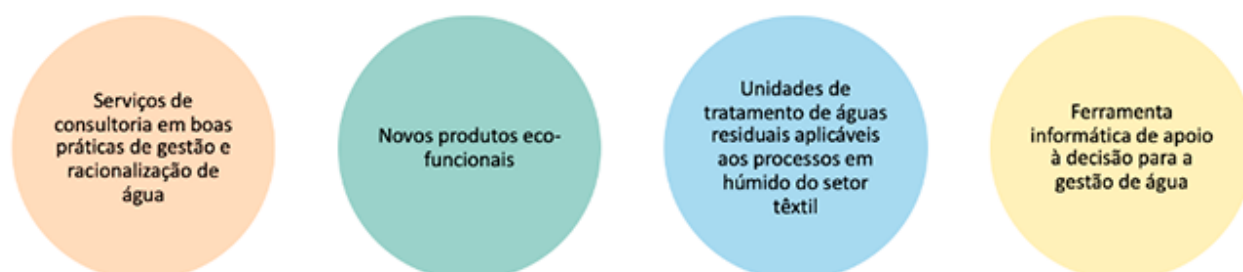 Serviços de
consultoria em boas
práticas de gestão e
racionalização de
água
Novos produtos eco-
funcionais
Unidades de
tratamento de águas
residuais aplicáveis
aos processos em
húmido do setor
têxtil
Ferramenta
informática de apoio
à decisão para a
gestão de água